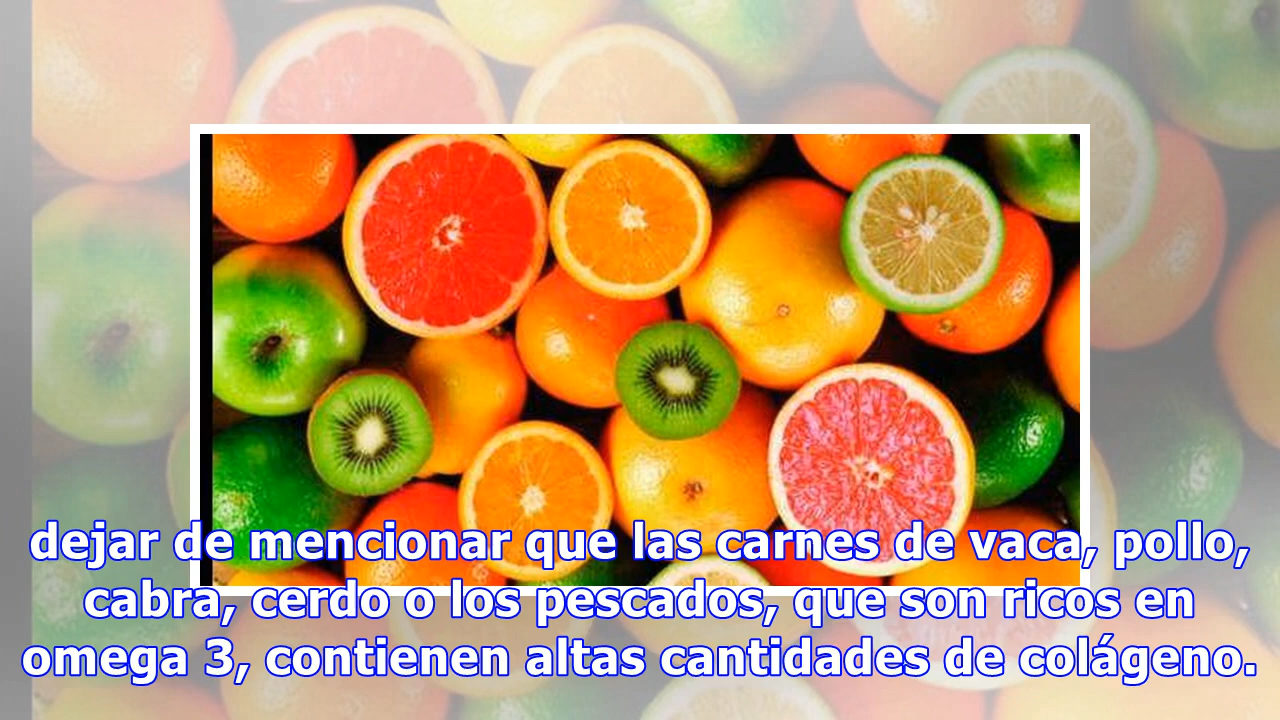 dejar de mencionar que las carnes de vaca, pollo,
cabra, cerdo o los pescados, que son ricos en
omega 3, contienen altas cantidades de colágeno.